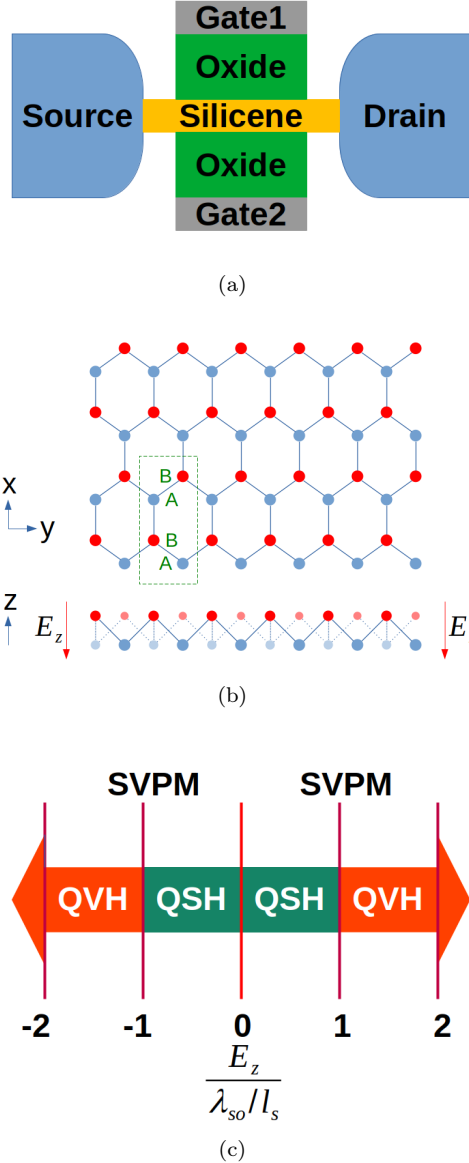 Gate1
Oxide
Source Silicene Drain
Oxide
Gate2
(a)
B
A
x
y
B
A
z
E_z E
(b)
SVPM SVPM
QVH QSH QSH QVH
-2 -1 0 1 2
E_z
λ_so/l_s
(c)